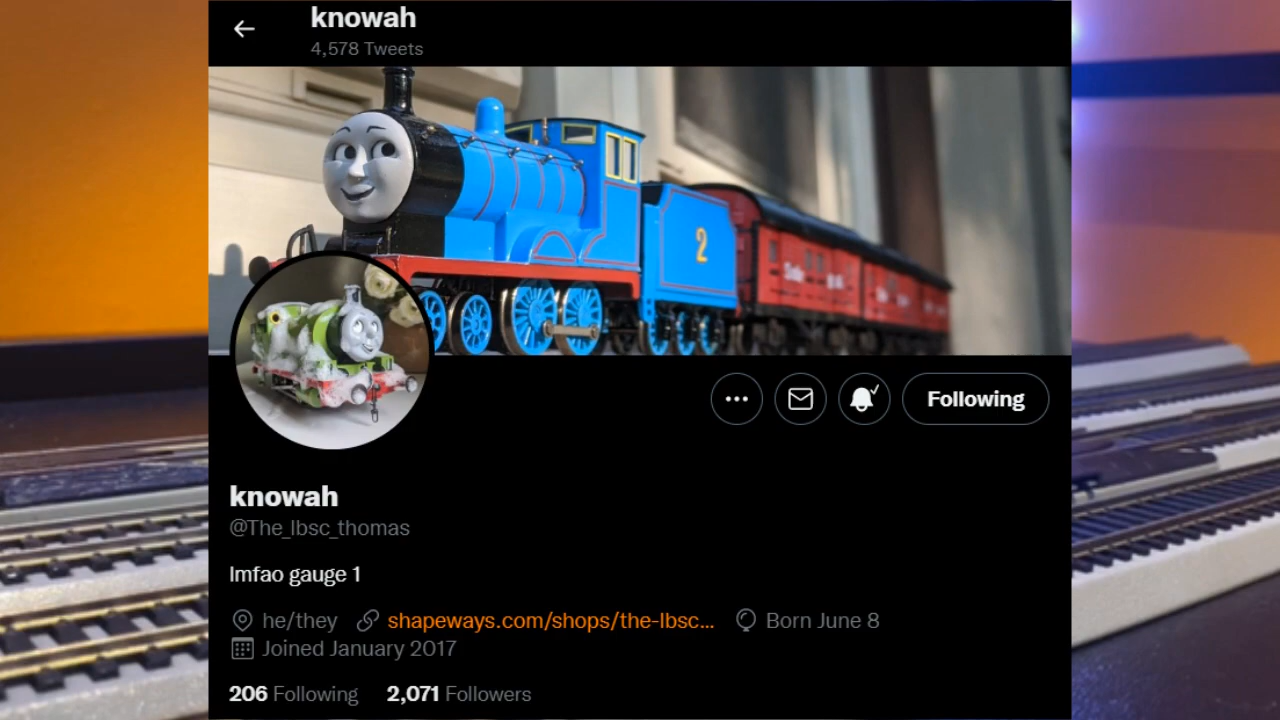 knowah
4,578 Tweets
2
Following
knowah
@The_lbsc_thomas
lmfao gauge 1
he/they shapeways.com/shops/the-lbsc... Born June 8
Joined January 2017
206 Following 2,071 Followers